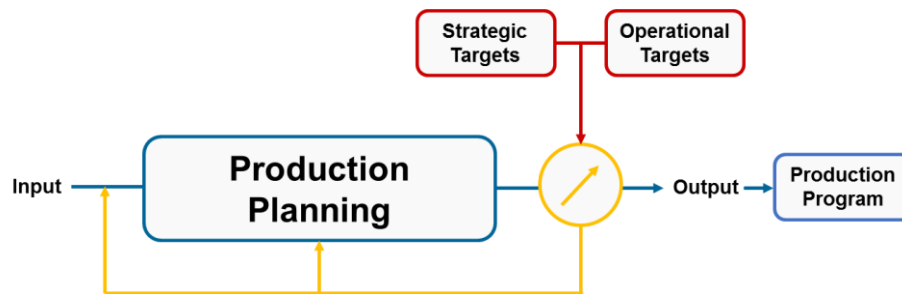 Strategic
Targets
Operational
Targets
Input
Production
Planning
Output
Production
Program